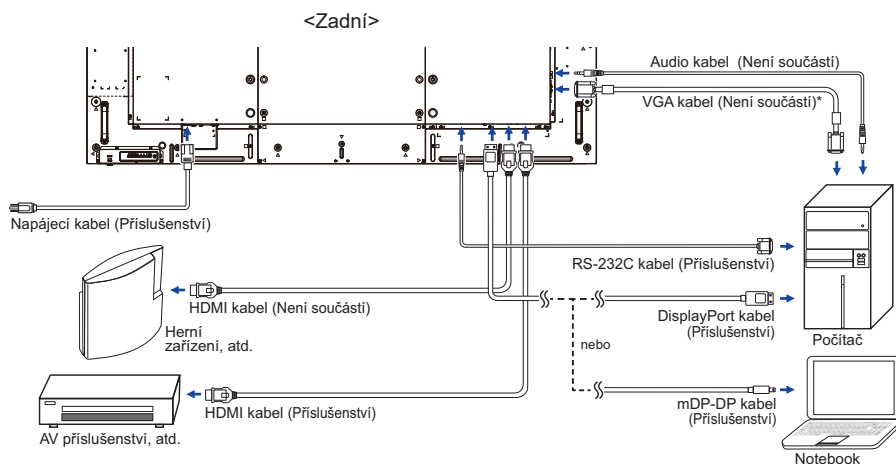 <Zadní>
Audio kabel (Není součástí)
VGA kabel (Není součástí)*
Napájecí kabel (Příslušenství)
RS-232C kabel (Příslušenství)
HDMI kabel (Není součástí)
Herní
zařízení, atd.
DisplayPort kabel
(Příslušenství)
Počítač
nebo
HDMI kabel (Příslušenství)
AV příslušenství, atd.
mDP-DP kabel
(Příslušenství)
Notebook